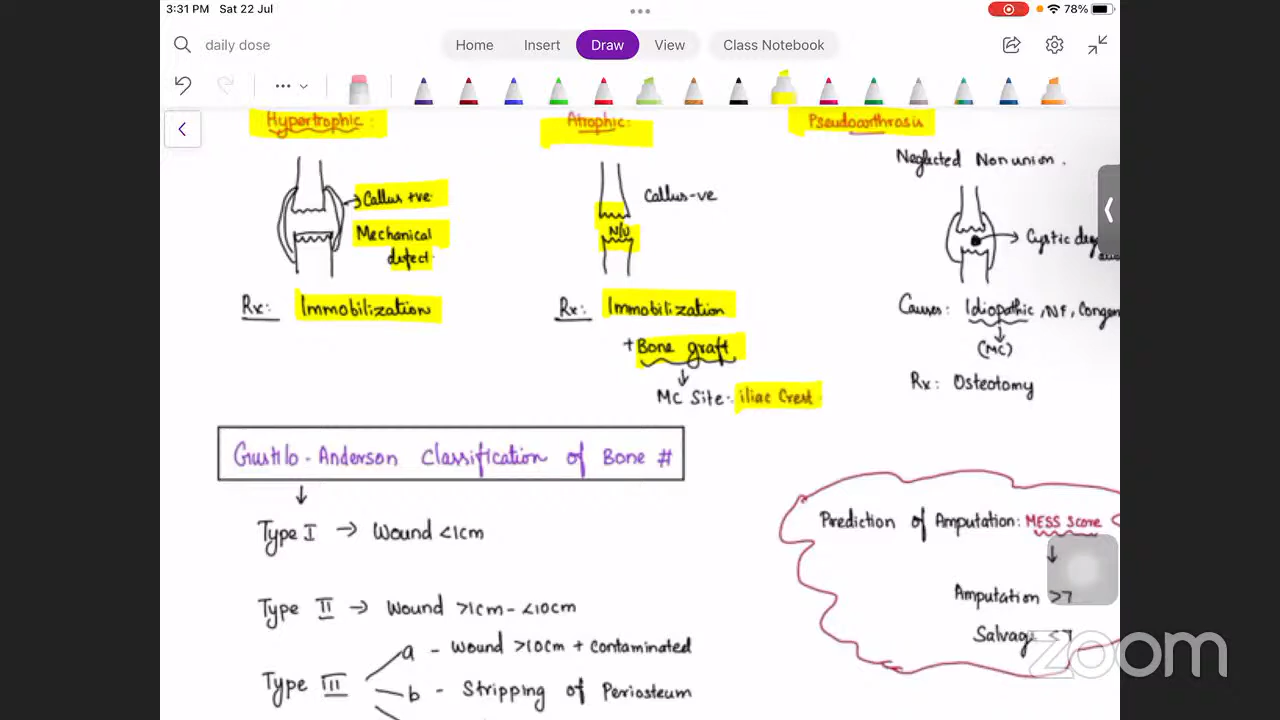 3:31 PM Sat 22 Jul
78%
daily dose
Home
Insert
Draw
View
Class Notebook
Hypertrophic:
Callus +ve
Mechanical
defect
Rx: Immobilization
Atrophic:
Callus -ve
N/U
Rx: Immobilization
+ Bone graft
MC Site: iliac Crest
Pseudoarthrosis
Neglected Non union.
Cystic
Causes: Idiopathic, NF,
(MC)
Rx: Osteotomy
Gustilo-Anderson Classification of Bone #
Type I → Wound <1cm
Type II → Wound >1cm - <10cm
Type III
a - Wound >10cm + contaminated
b - Stripping of Periosteum
Prediction of Amputation: MESS Score
↓
Amputation >7
Salvage <7
zoom